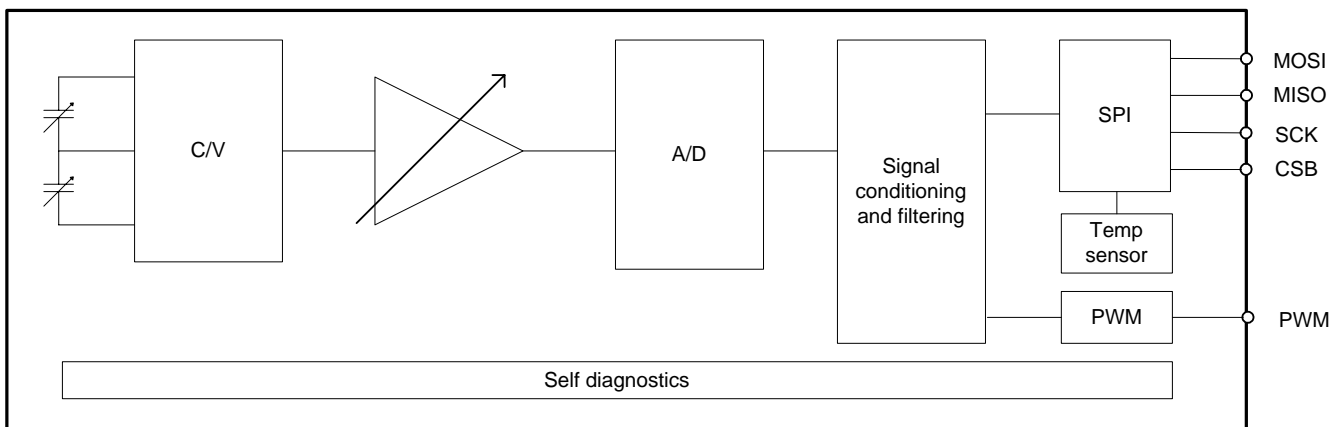 C/V
A/D
Signal
conditioning
and filtering
SPI
MOSI
MISO
SCK
CSB
Temp
sensor
PWM
PWM
Self diagnostics